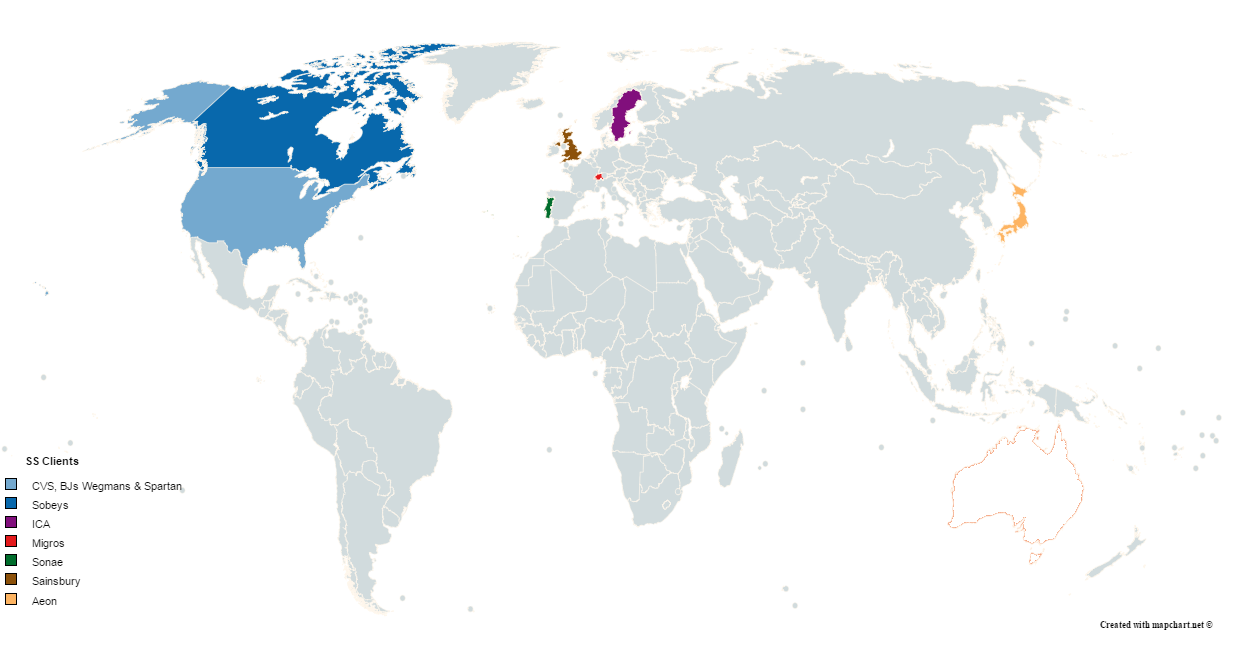 SS Clients
CVS, BJs Wegmans & Spartan
Sobeys
ICA
Migros
Sonae
Sainsbury
Aeon
Created with mapchart.net ©